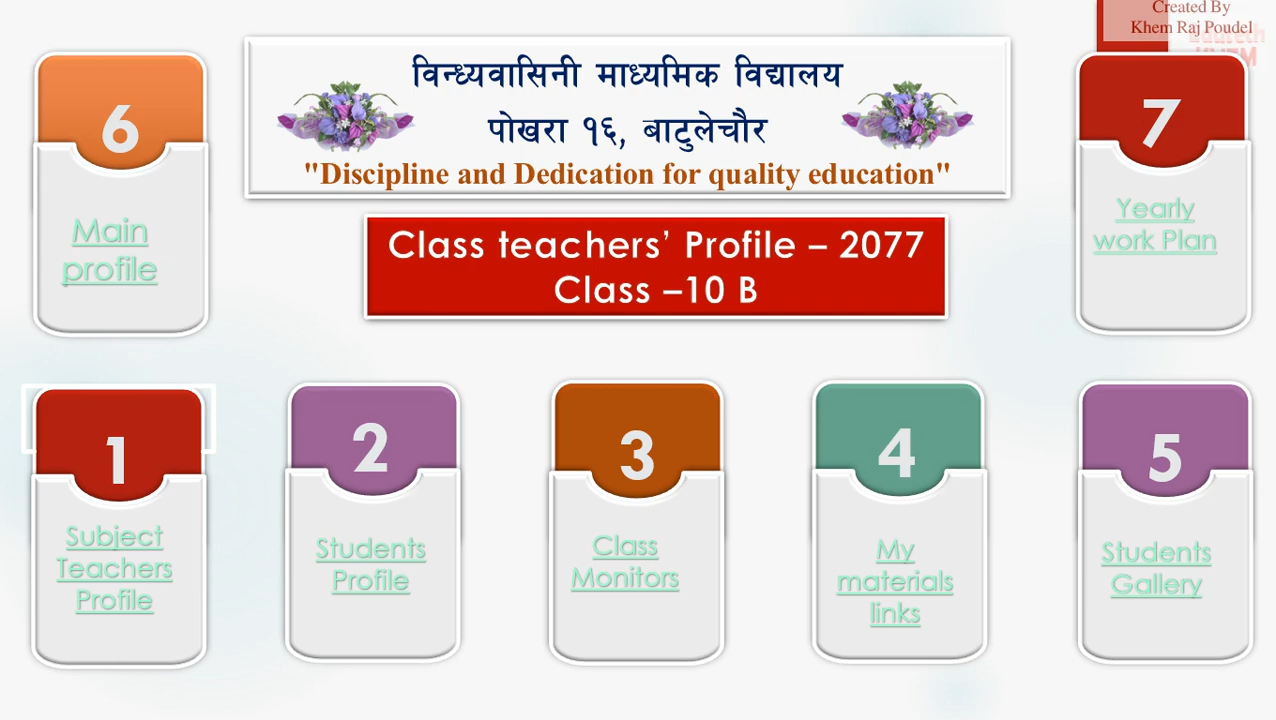 Created By
Khem Raj Poudel
विन्ध्यवासिनी माध्यमिक विद्यालय
पोखरा १६, बाटुलेचौर
"Discipline and Dedication for quality education"
Class teachers’ Profile – 2077
Class –10 B
6
Main
profile
7
Yearly
work Plan
1
Subject
Teachers
Profile
2
Students
Profile
3
Class
Monitors
4
My
materials
links
5
Students
Gallery